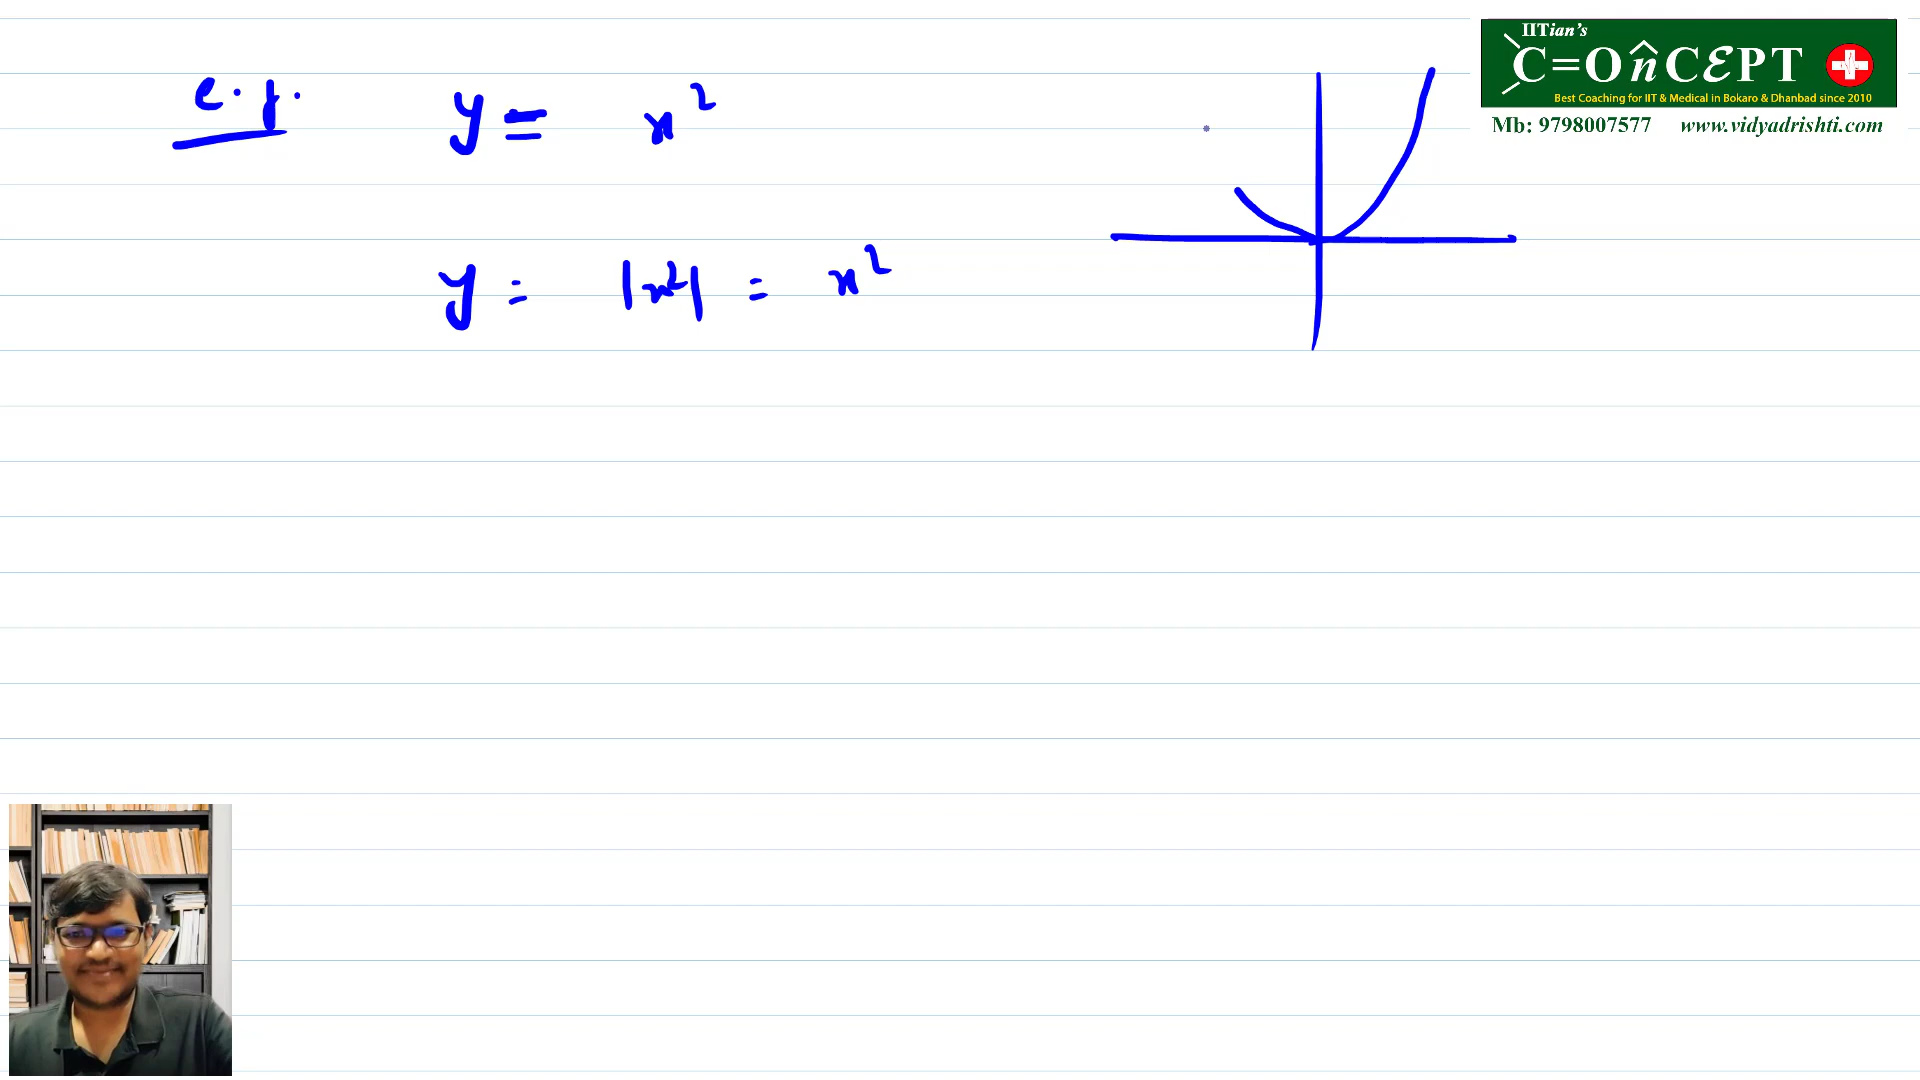 e.g. y = x²
y = |x²| = x²
IITian's
C=OnCEPT
Best Coaching for IIT & Medical in Bokaro & Dhanbad since 2010
Mb: 9798007577 www.vidyadrishti.com